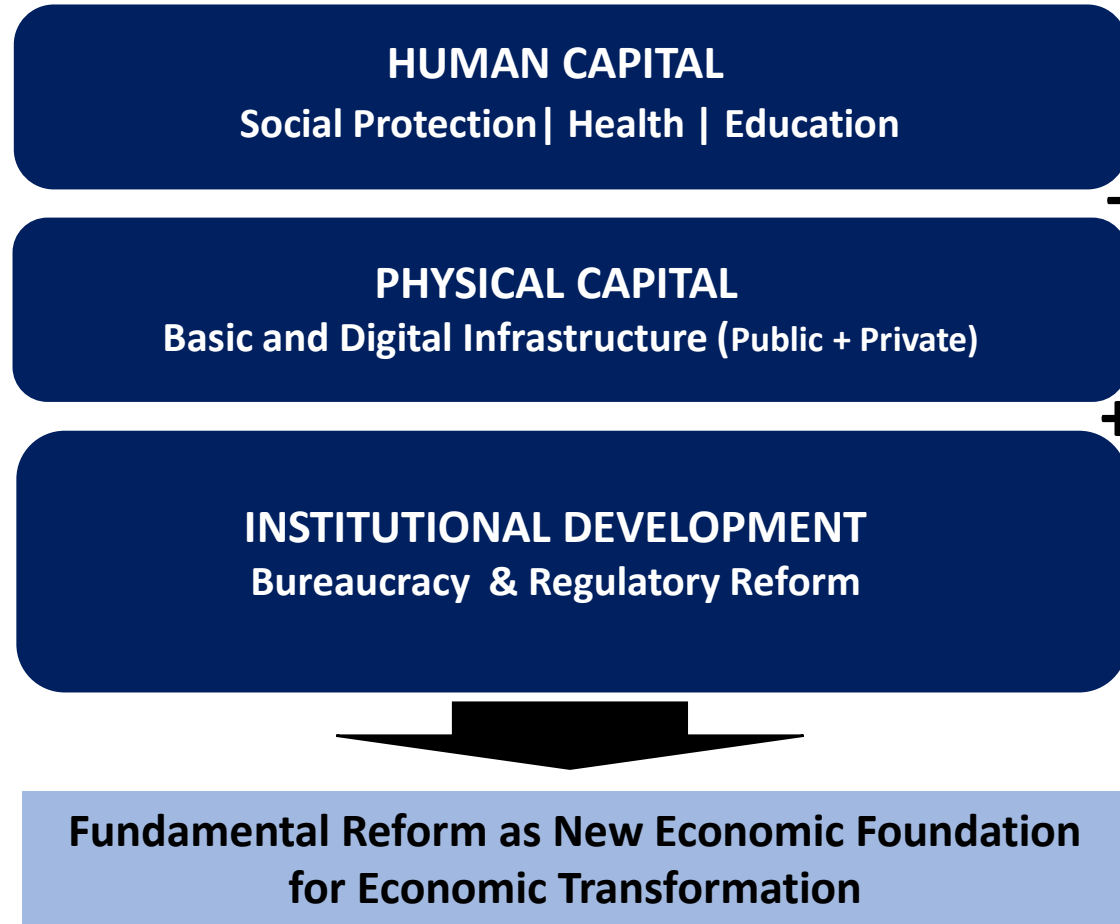 HUMAN CAPITAL
Social Protection| Health | Education
PHYSICAL CAPITAL
Basic and Digital Infrastructure (Public + Private)
+
INSTITUTIONAL DEVELOPMENT
Bureaucracy & Regulatory Reform
Fundamental Reform as New Economic Foundation
for Economic Transformation